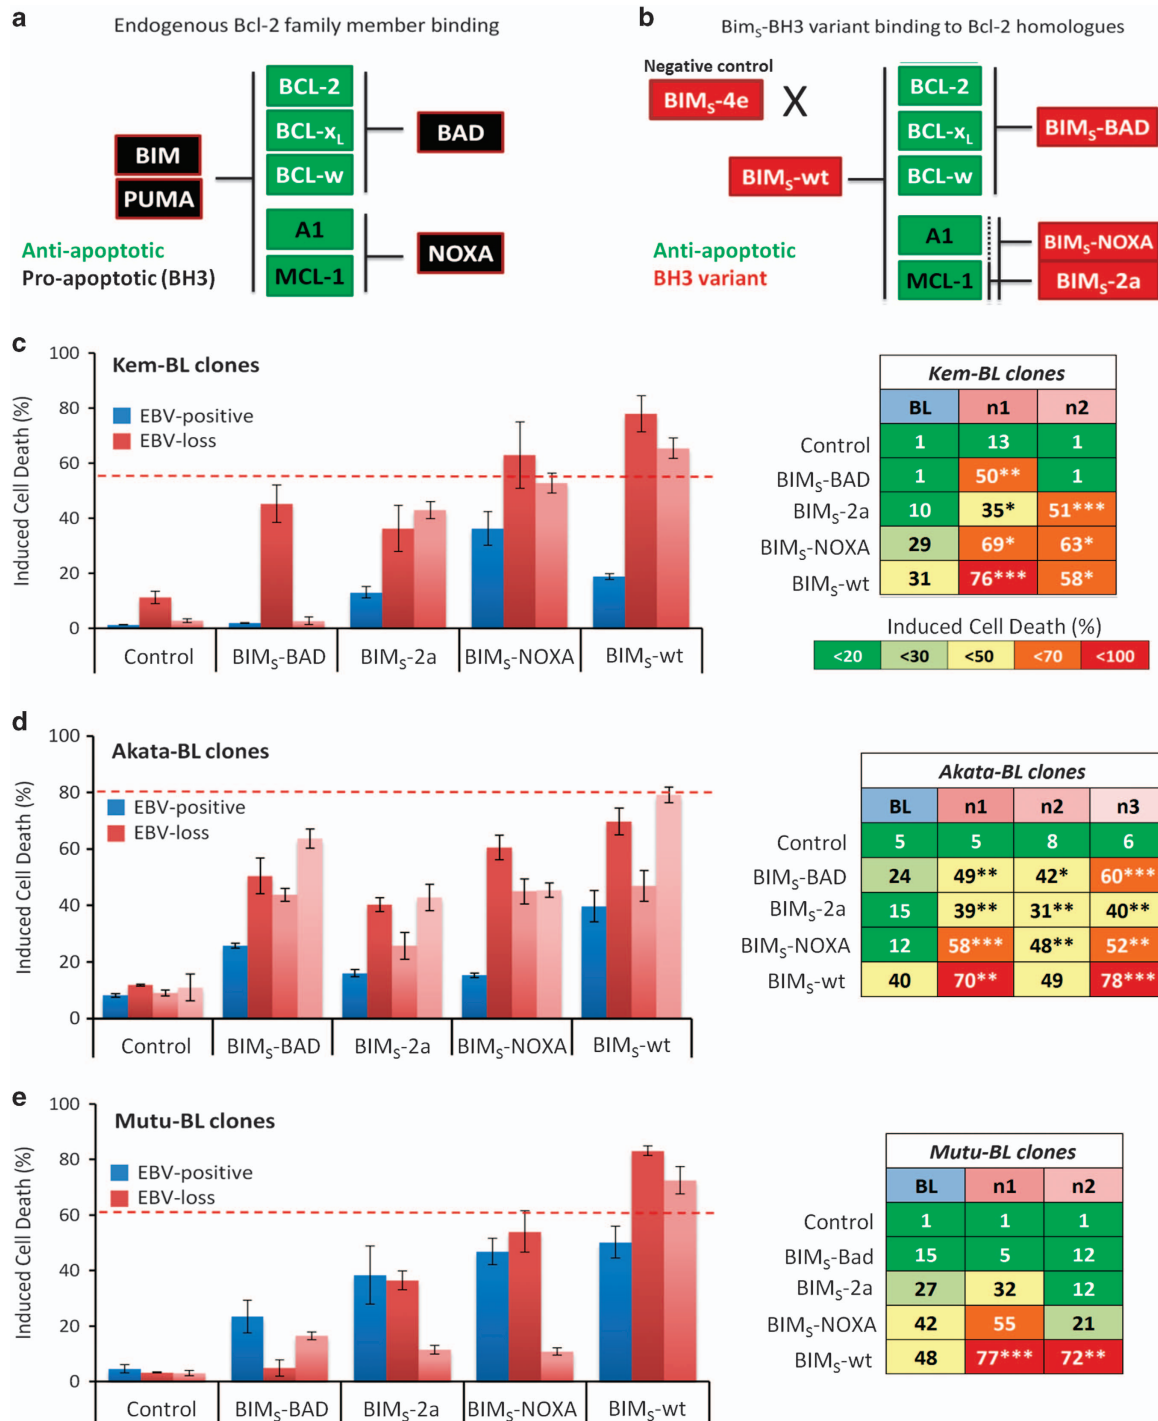 a
Endogenous Bcl-2 family member binding
BCL-2
BCL-xL
BCL-w
BIM
PUMA
BAD
A1
MCL-1
NOXA
Anti-apoptotic
Pro-apoptotic (BH3)
b
BimS-BH3 variant binding to Bcl-2 homologues
Negative control
BIMS-4e X
BCL-2
BCL-xL
BCL-w
BIMS-wt
BIMS-BAD
A1
MCL-1
BIMS-NOXA
BIMS-2a
Anti-apoptotic
BH3 variant
c
Kem-BL clones
EBV-positive
EBV-loss
Induced Cell Death (%)
100
80
60
40
20
0
Control BIMS-BAD BIMS-2a BIMS-NOXA BIMS-wt
Kem-BL clones
BL n1 n2
Control 1 13 1
BIMS-BAD 1 50** 1
BIMS-2a 10 35* 51***
BIMS-NOXA 29 69* 63*
BIMS-wt 31 76*** 58*
Induced Cell Death (%)
<20 <30 <50 <70 <100
d
Akata-BL clones
EBV-positive
EBV-loss
Induced Cell Death (%)
100
80
60
40
20
0
Control BIMS-BAD BIMS-2a BIMS-NOXA BIMS-wt
Akata-BL clones
BL n1 n2 n3
Control 5 5 8 6
BIMS-BAD 24 49** 42* 60***
BIMS-2a 15 39** 31** 40**
BIMS-NOXA 12 58*** 48** 52**
BIMS-wt 40 70** 49 78***
e
Mutu-BL clones
EBV-positive
EBV-loss
Induced Cell Death (%)
100
80
60
40
20
0
Control BIMS-BAD BIMS-2a BIMS-NOXA BIMS-wt
Mutu-BL clones
BL n1 n2
Control 1 1 1
BIMS-Bad 15 5 12
BIMS-2a 27 32 12
BIMS-NOXA 42 55 21
BIMS-wt 48 77*** 72**